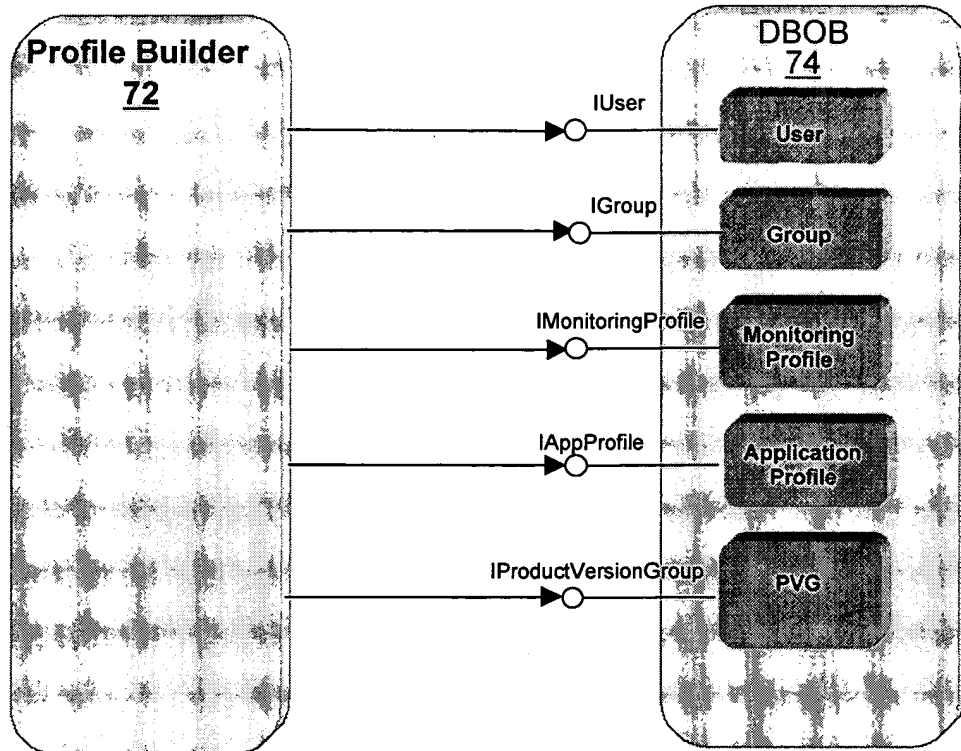 Profile Builder
72
DBOB
74
IUser
User
IGroup
Group
IMonitoringProfile
Monitoring
Profile
IAppProfile
Application
Profile
IProductVersionGroup
PVG